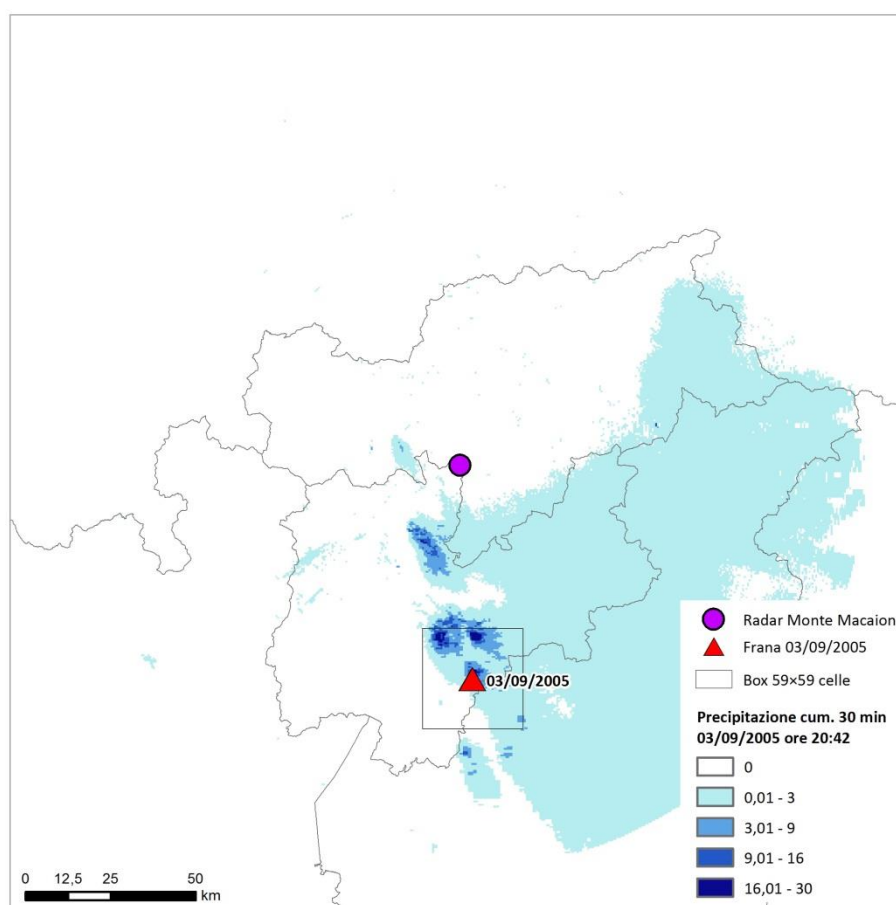 03/09/2005
Radar Monte Macaion
Frana 03/09/2005
Box 59×59 celle
Precipitazione cum. 30 min
03/09/2005 ore 20:42
0
0,01 - 3
3,01 - 9
9,01 - 16
16,01 - 30
0 12,5 25 50
km